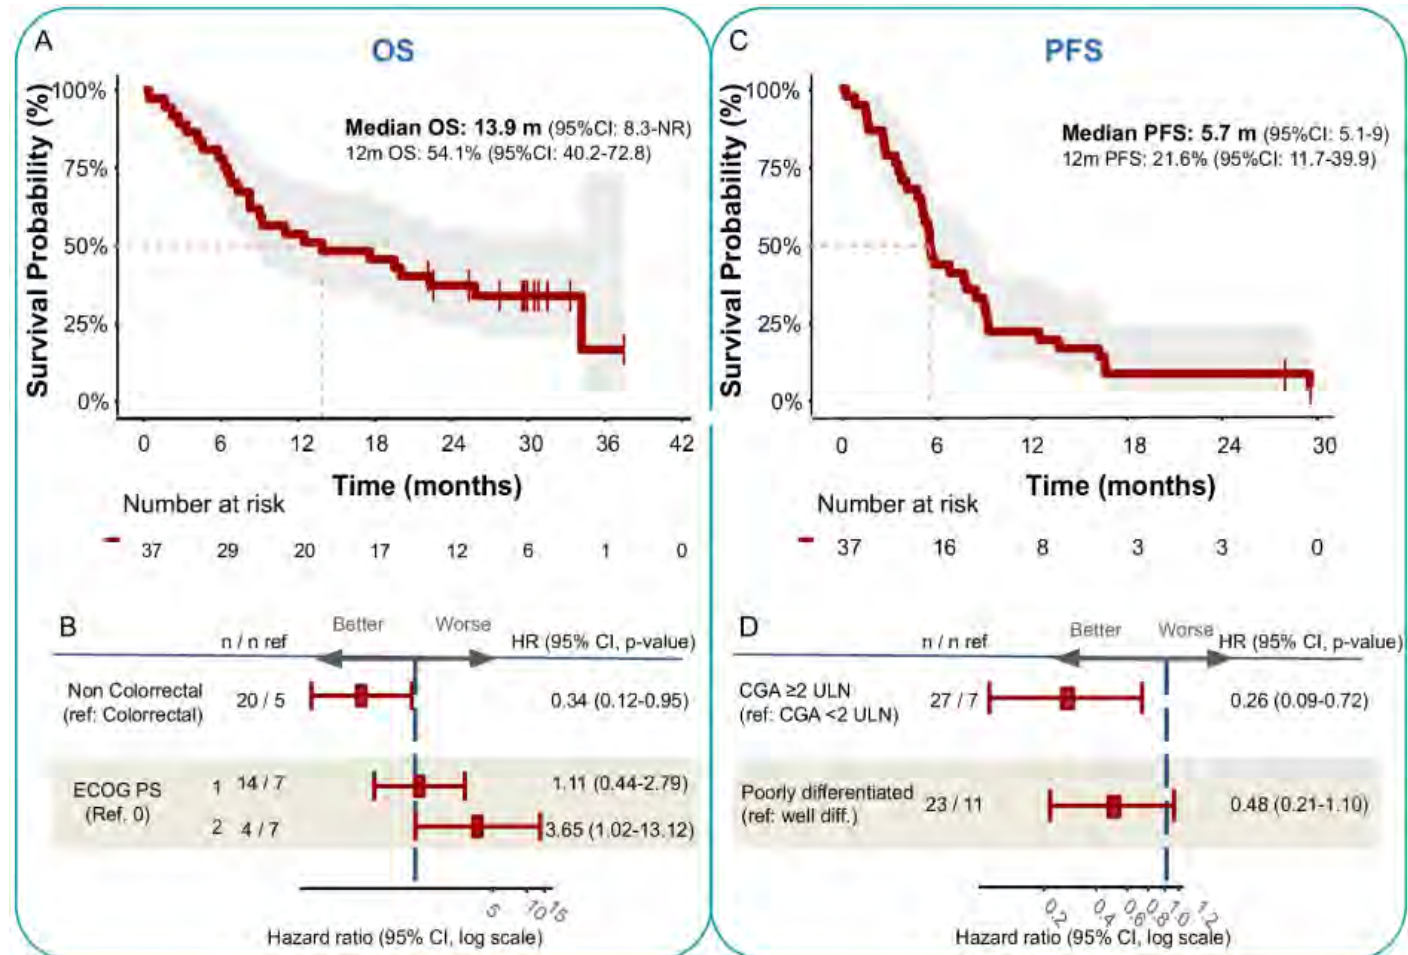 A
OS
Survival Probability (%)
100%
75%
50%
25%
0%
Median OS: 13.9 m (95%CI: 8.3-NR)
12m OS: 54.1% (95%CI: 40.2-72.8)
0 6 12 18 24 30 36 42
Time (months)
Number at risk
37 29 20 17 12 6 1 0
C
PFS
Survival Probability (%)
100%
75%
50%
25%
0%
Median PFS: 5.7 m (95%CI: 5.1-9)
12m PFS: 21.6% (95%CI: 11.7-39.9)
0 6 12 18 24 30
Time (months)
Number at risk
37 16 8 3 3 0
B
n / n ref
Better
Worse
HR (95% CI, p-value)
Non Colorrectal
(ref: Colorrectal)
20 / 5
0.34 (0.12-0.95)
ECOG PS
(Ref. 0)
1 14 / 7
1.11 (0.44-2.79)
2 4 / 7
3.65 (1.02-13.12)
5 10 15
Hazard ratio (95% CI, log scale)
D
n / n ref
Better
Worse
HR (95% CI, p-value)
CGA ≥2 ULN
(ref: CGA <2 ULN)
27 / 7
0.26 (0.09-0.72)
Poorly differentiated
(ref: well diff.)
23 / 11
0.48 (0.21-1.10)
0.2 0.4 0.6 0.8 1.0 1.2
Hazard ratio (95% CI, log scale)